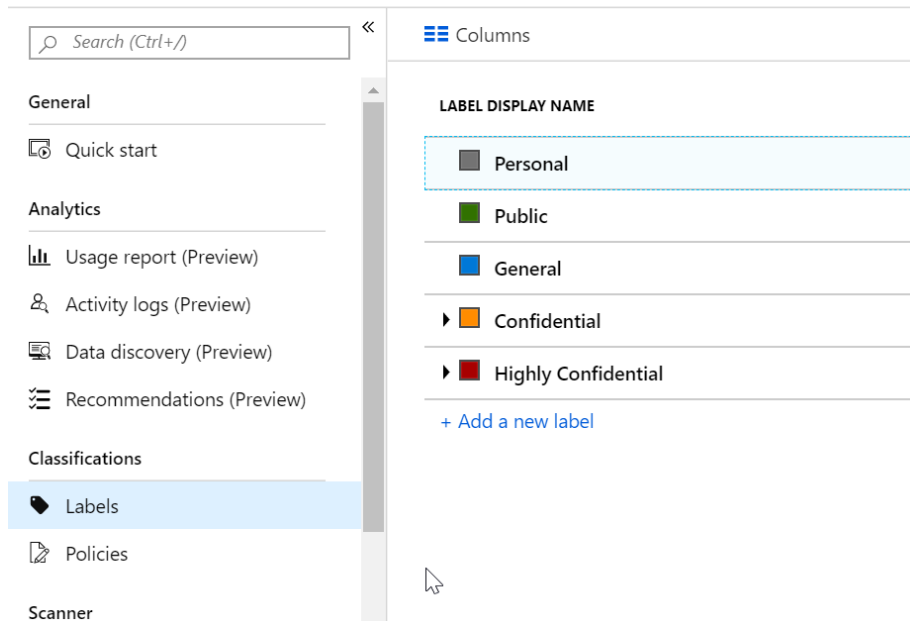 Search (Ctrl+/)
«
General
Quick start
Analytics
Usage report (Preview)
Activity logs (Preview)
Data discovery (Preview)
Recommendations (Preview)
Classifications
Labels
Policies
Scanner
Columns
LABEL DISPLAY NAME
Personal
Public
General
Confidential
Highly Confidential
+ Add a new label